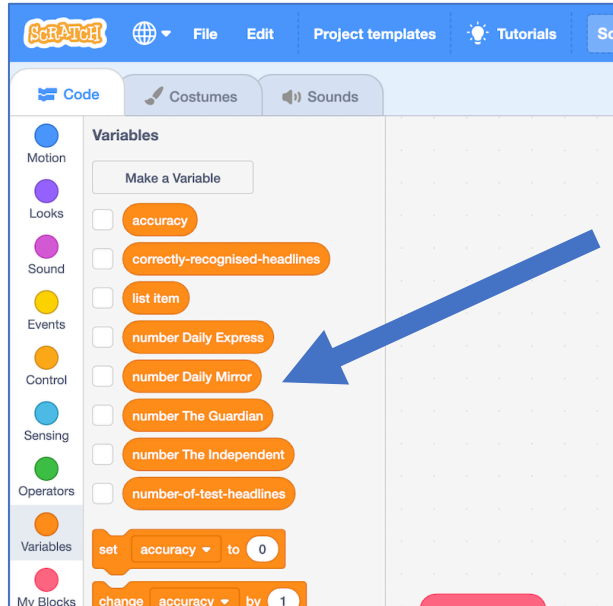 SCRATCH File Edit Project templates Tutorials Sc
Code Costumes Sounds
Motion
Looks
Sound
Events
Control
Sensing
Operators
Variables
My Blocks
Variables
Make a Variable
accuracy
correctly-recognised-headlines
list item
number Daily Express
number Daily Mirror
number The Guardian
number The Independent
number-of-test-headlines
set accuracy to 0
change accuracy by 1